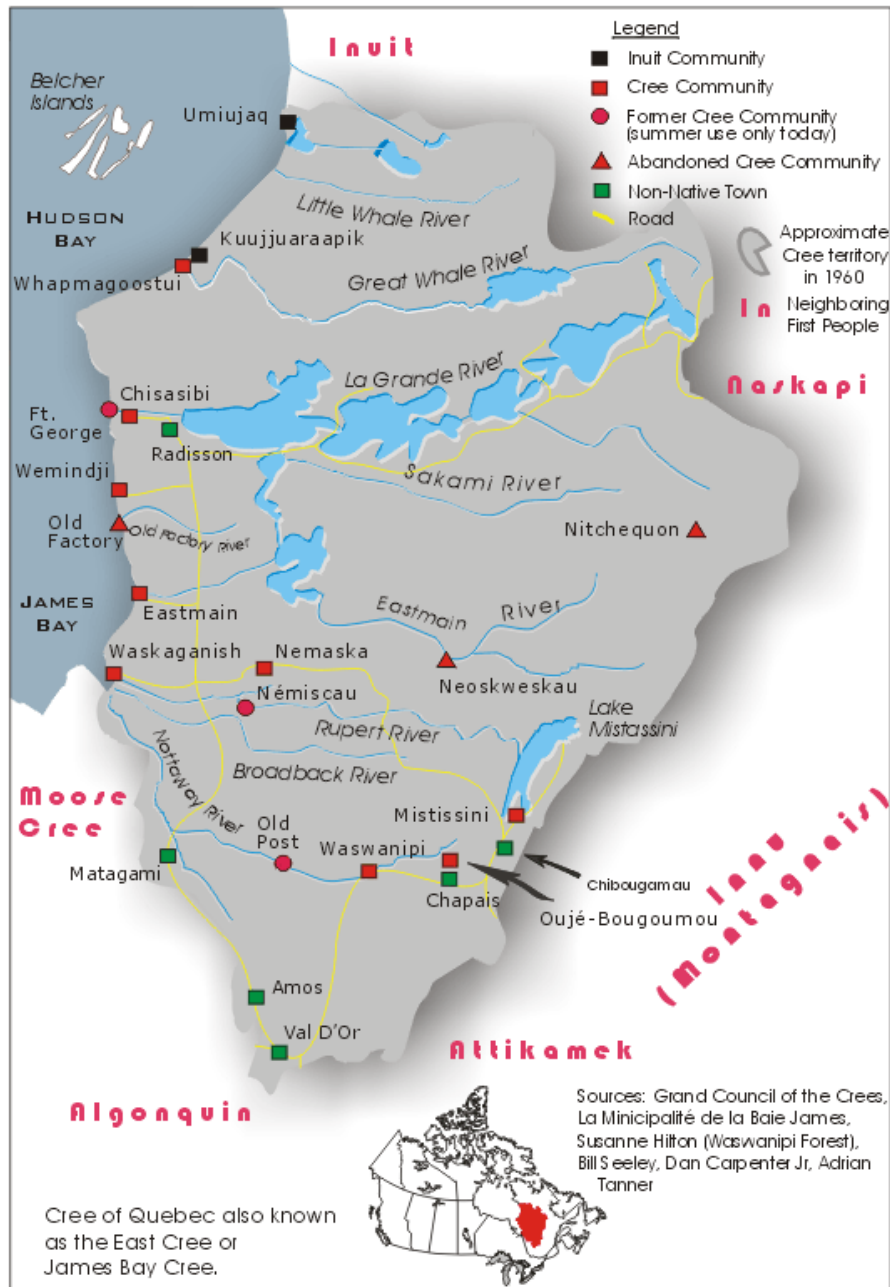 Inuit
Legend
Inuit Community
Cree Community
Former Cree Community
(summer use only today)
Abandoned Cree Community
Non-Native Town
Road
Approximate
Cree territory
in 1960
In
Neighboring
First People
Belcher
Islands
Umiujaq
Little Whale River
Hudson
Bay
Kuujjuaraapik
Whapmagoostui
Great Whale River
La Grande River
Naskapi
Chisasibi
Ft.
George
Radisson
Wemindji
Sakami River
Old
Factory
Old Factory River
Nitchequon
James
Bay
Eastmain
Eastmain River
Waskaganish
Nemaska
Neoskweskau
Némiscau
Lake
Mistassini
Rupert River
Broadback River
Nottaway River
Moose
Cree
Old
Post
Waswanipi
Mistissini
Matagami
Chapais
Chibougamau
Oujé-Bougoumou
Innu
(Montagnais)
Amos
Val D'Or
Attikamek
Algonquin
Sources: Grand Council of the Crees,
La Minicipalité de la Baie James,
Susanne Hilton (Waswanipi Forest),
Bill Seeley, Dan Carpenter Jr, Adrian
Tanner
Cree of Quebec also known
as the East Cree or
James Bay Cree.